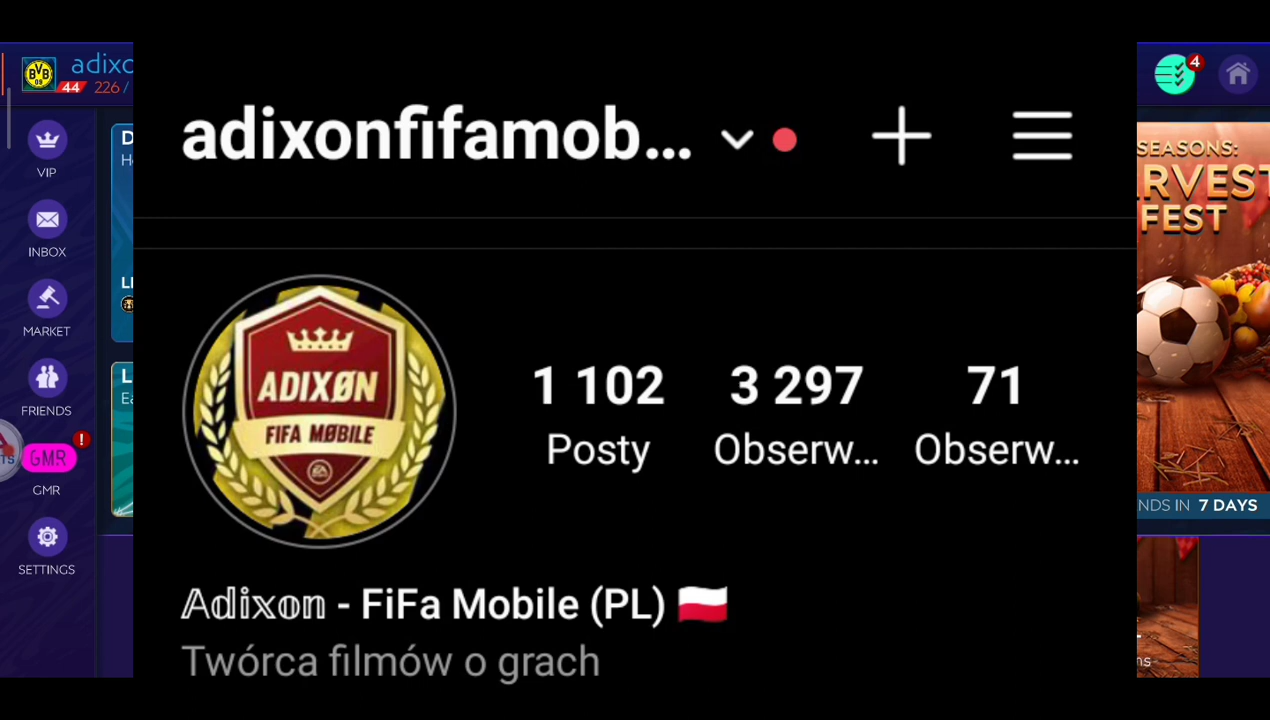 adixo
44 226 /
VIP
INBOX
MARKET
FRIENDS
GMR
!
GMR
SETTINGS
adixonfifamob...
ADIXØN
FIFA MØBILE
EA
1 102 3 297 71
Posty Obserw... Obserw...
𝔸𝕕𝕚𝕩𝕠𝕟 - FiFa Mobile (PL)
Twórca filmów o grach
4
SEASONS:
RVEST
FEST
NDS IN 7 DAYS